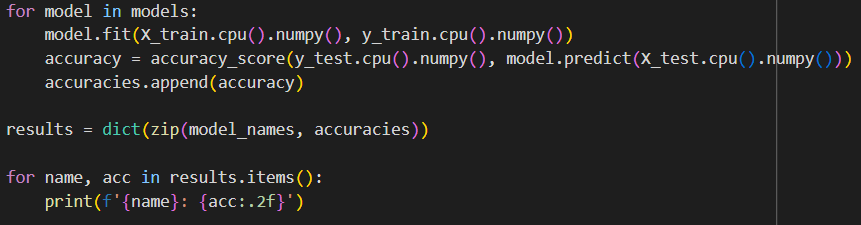 for model in models:
    model.fit(X_train.cpu().numpy(), y_train.cpu().numpy())
    accuracy = accuracy_score(y_test.cpu().numpy(), model.predict(X_test.cpu().numpy()))
    accuracies.append(accuracy)

results = dict(zip(model_names, accuracies))

for name, acc in results.items():
    print(f'{name}: {acc:.2f}')